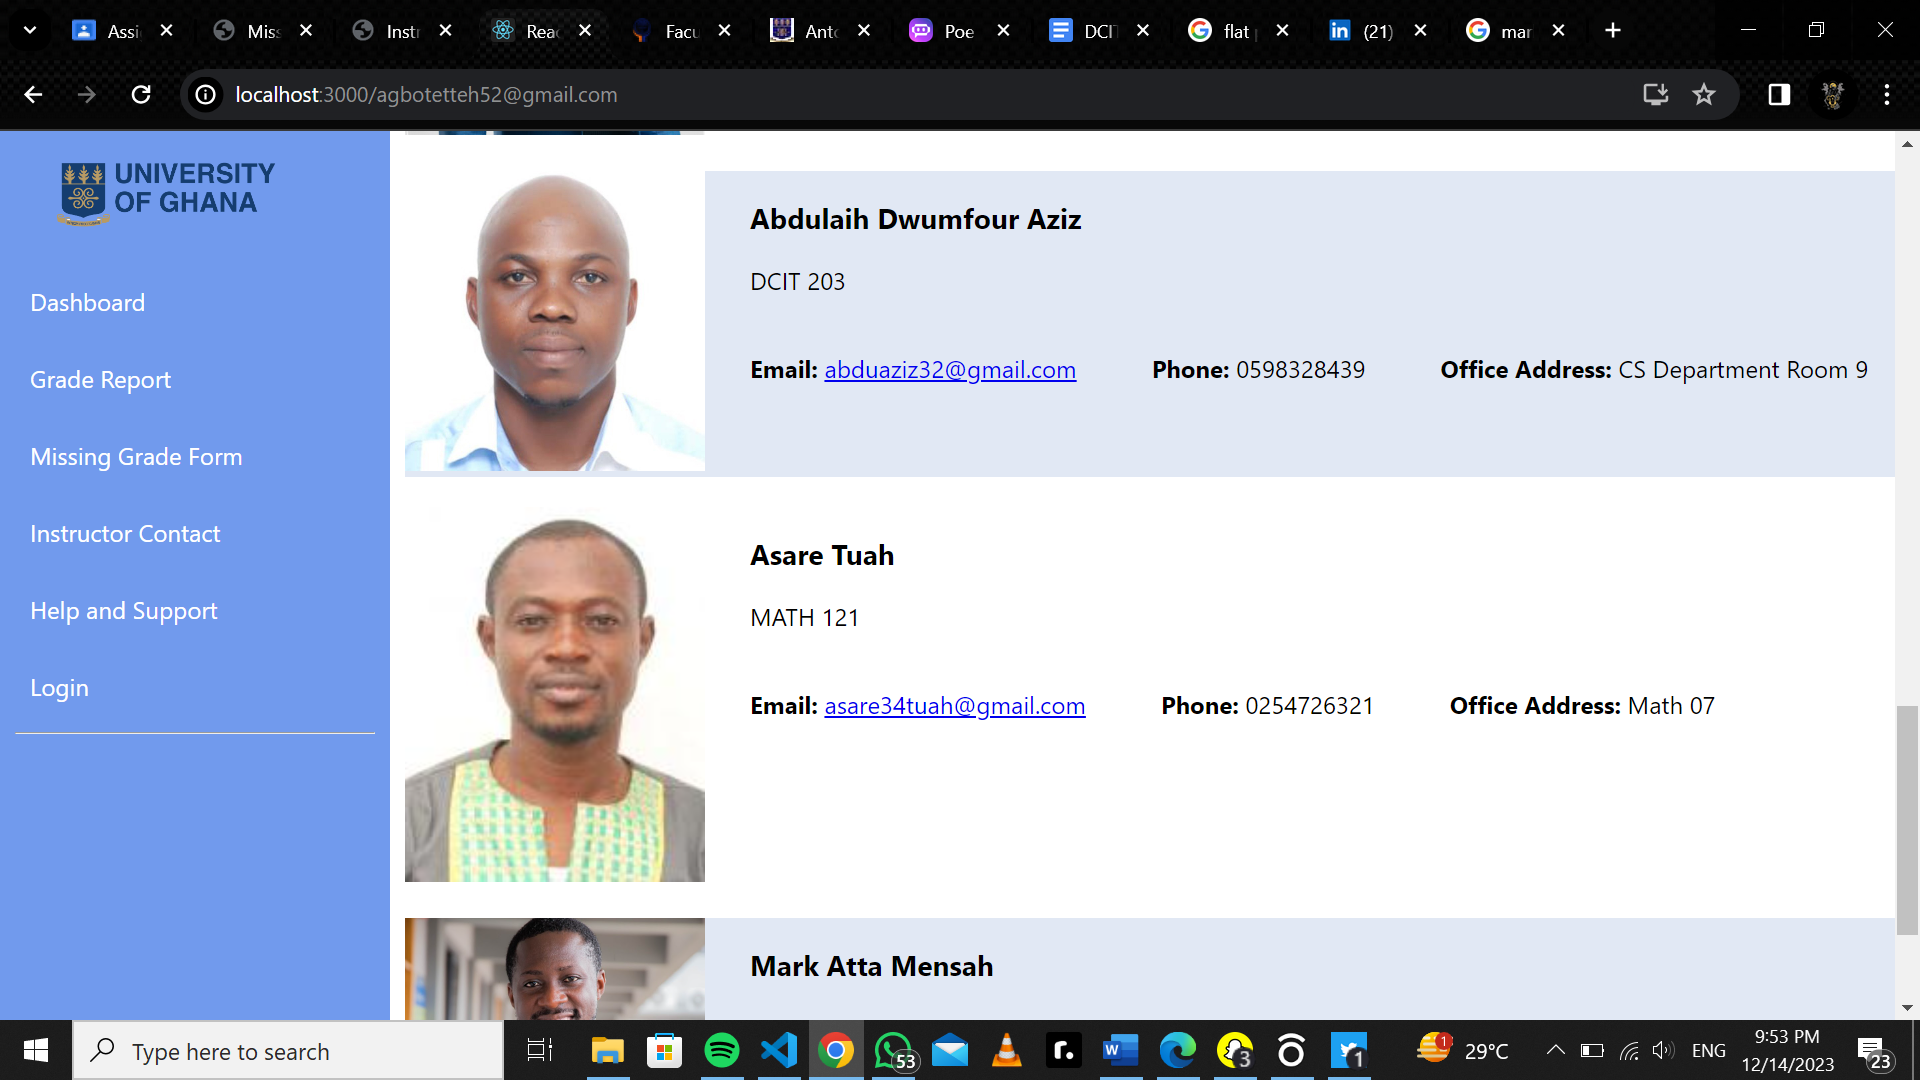 Assi
Miss
Instr
Reac
Facu
Anto
Poe
DCIT
flat
(21)
mar
localhost:3000/agbotetteh52@gmail.com
UNIVERSITY
OF GHANA
Dashboard
Grade Report
Missing Grade Form
Instructor Contact
Help and Support
Login
Abdulaih Dwumfour Aziz
DCIT 203
Email: abduaziz32@gmail.com Phone: 0598328439 Office Address: CS Department Room 9
Asare Tuah
MATH 121
Email: asare34tuah@gmail.com Phone: 0254726321 Office Address: Math 07
Mark Atta Mensah
Type here to search
53
r.
W
3
1
1
29°C
ENG
9:53 PM
12/14/2023
23